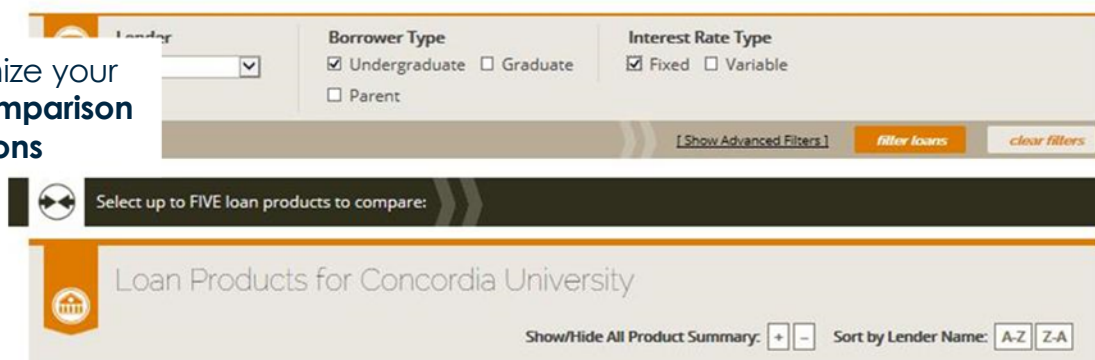 Lender
Borrower Type
Interest Rate Type
Undergraduate Graduate
Fixed Variable
Parent
ize your
mparison
ons
[ Show Advanced Filters ] filter loans clear filters
Select up to FIVE loan products to compare:
Loan Products for Concordia University
Show/Hide All Product Summary: + - Sort by Lender Name: A-Z Z-A